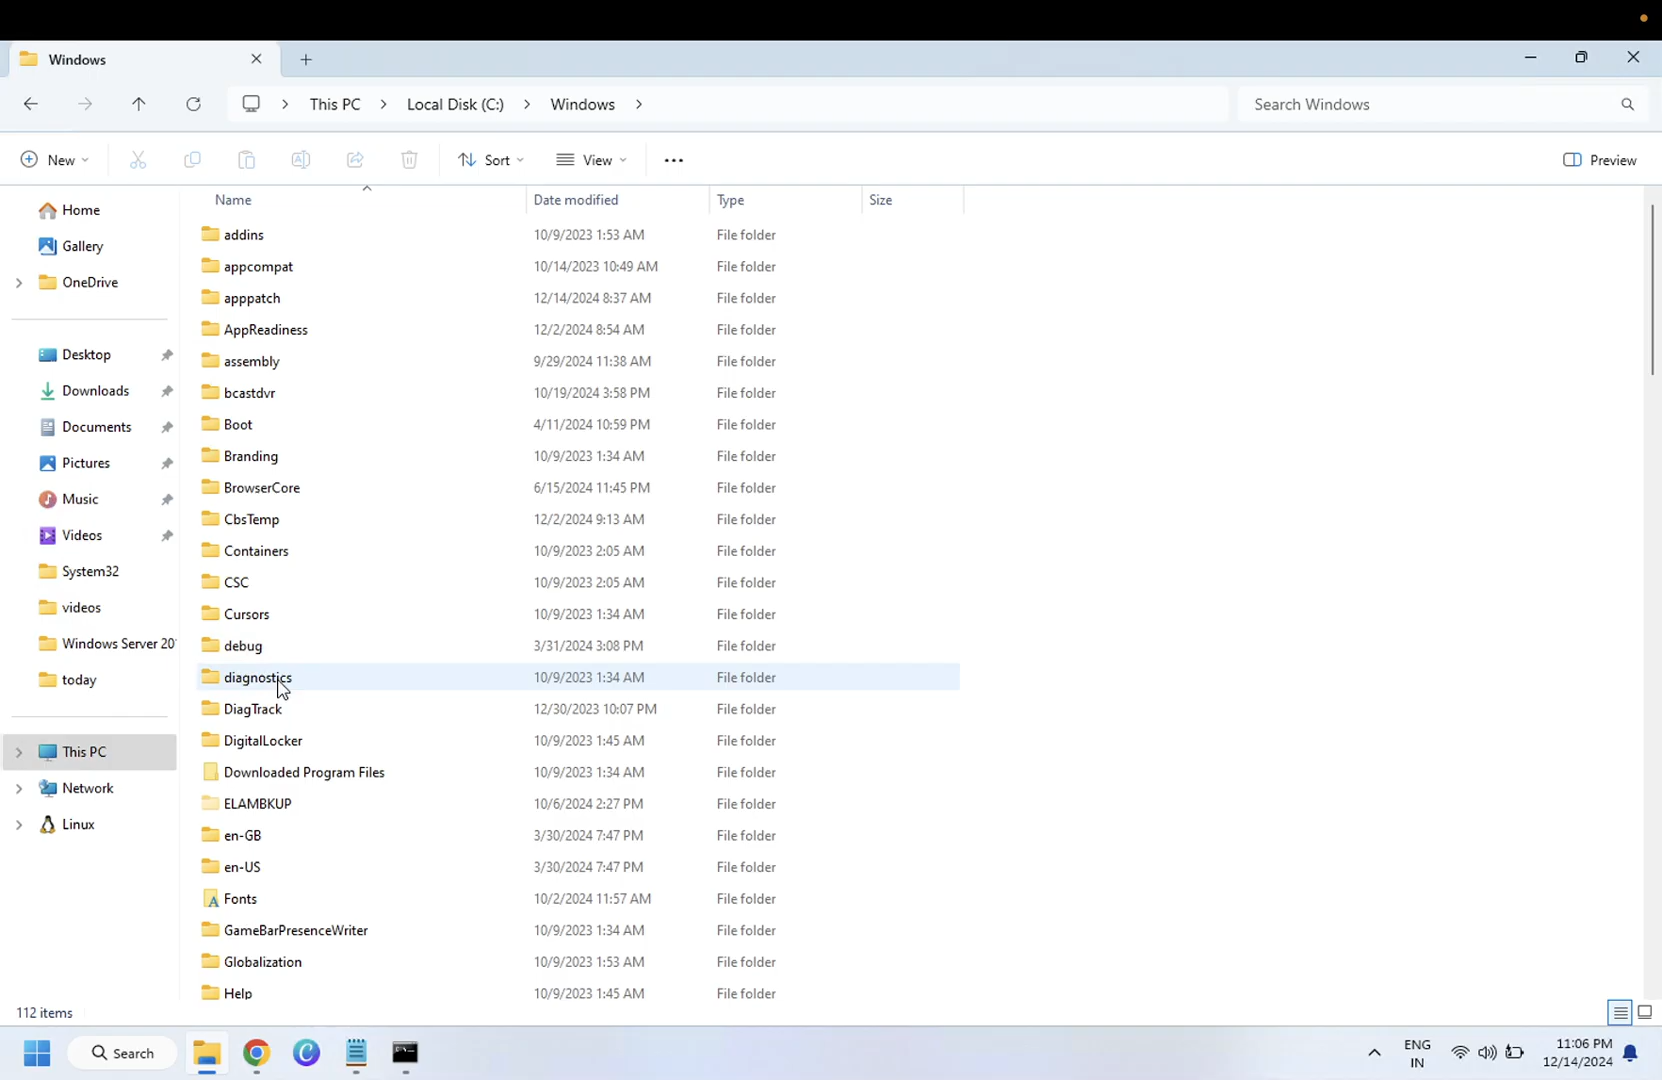 Windows
This PC > Local Disk (C:) > Windows >
Search Windows
New
Sort
View
Preview
Name Date modified Type Size
Home
Gallery
OneDrive
Desktop
Downloads
Documents
Pictures
Music
Videos
System32
videos
Windows Server 20
today
This PC
Network
Linux
addins 10/9/2023 1:53 AM File folder
appcompat 10/14/2023 10:49 AM File folder
apppatch 12/14/2024 8:37 AM File folder
AppReadiness 12/2/2024 8:54 AM File folder
assembly 9/29/2024 11:38 AM File folder
bcastdvr 10/19/2024 3:58 PM File folder
Boot 4/11/2024 10:59 PM File folder
Branding 10/9/2023 1:34 AM File folder
BrowserCore 6/15/2024 11:45 PM File folder
CbsTemp 12/2/2024 9:13 AM File folder
Containers 10/9/2023 2:05 AM File folder
CSC 10/9/2023 2:05 AM File folder
Cursors 10/9/2023 1:34 AM File folder
debug 3/31/2024 3:08 PM File folder
diagnostics 10/9/2023 1:34 AM File folder
DiagTrack 12/30/2023 10:07 PM File folder
DigitalLocker 10/9/2023 1:45 AM File folder
Downloaded Program Files 10/9/2023 1:34 AM File folder
ELAMBKUP 10/6/2024 2:27 PM File folder
en-GB 3/30/2024 7:47 PM File folder
en-US 3/30/2024 7:47 PM File folder
Fonts 10/2/2024 11:57 AM File folder
GameBarPresenceWriter 10/9/2023 1:34 AM File folder
Globalization 10/9/2023 1:53 AM File folder
Help 10/9/2023 1:45 AM File folder
112 items
Search
ENG
IN
11:06 PM
12/14/2024